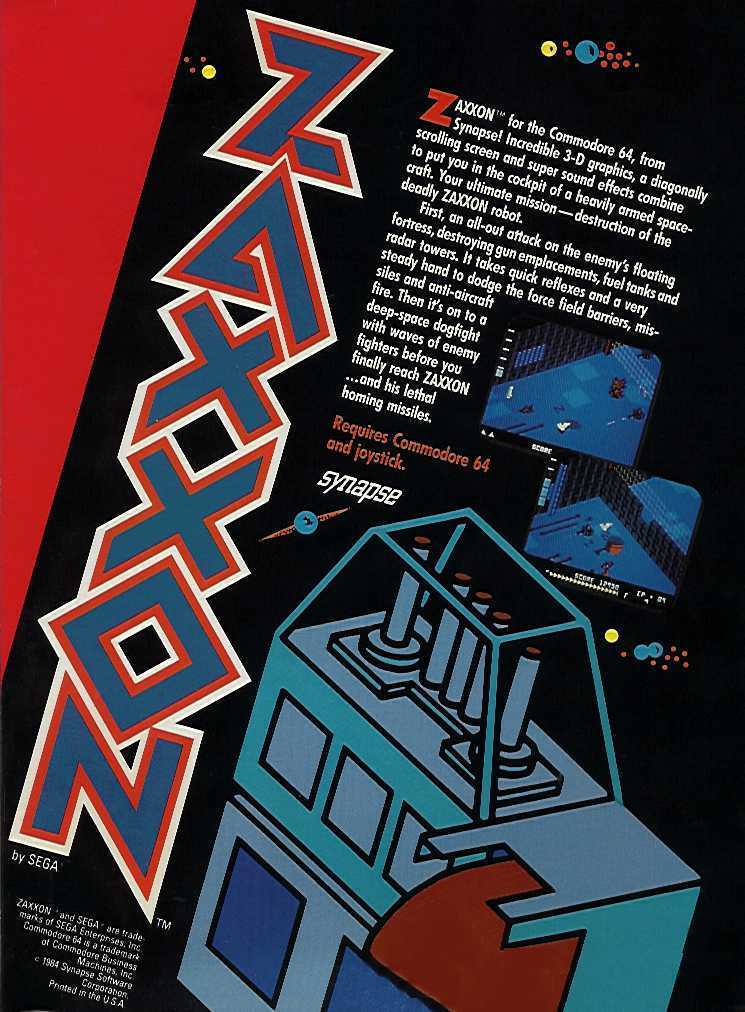 ZAXXON
ZAXXON™ for the Commodore 64, from
Synapse! Incredible 3-D graphics, a diagonally
scrolling screen and super sound effects combine
to put you in the cockpit of a heavily armed space-
craft. Your ultimate mission—destruction of the
deadly ZAXXON robot.
First, an all-out attack on the enemy's floating
fortress, destroying gun emplacements, fuel tanks and
radar towers. It takes quick reflexes and a very
steady hand to dodge the force field barriers, mis-
siles and anti-aircraft
fire. Then it's on to a
deep-space dogfight
with waves of enemy
fighters before you
finally reach ZAXXON
...and his lethal
homing missiles.
Requires Commodore 64
and joystick.
synapse
SCORE
SCORE 12950
by SEGA
TM
ZAXXON and SEGA are trade-
marks of SEGA Enterprises, Inc.
Commodore 64 is a trademark
of Commodore Business
Machines, Inc.
c 1984 Synapse Software
Corporation.
Printed in the U.S.A